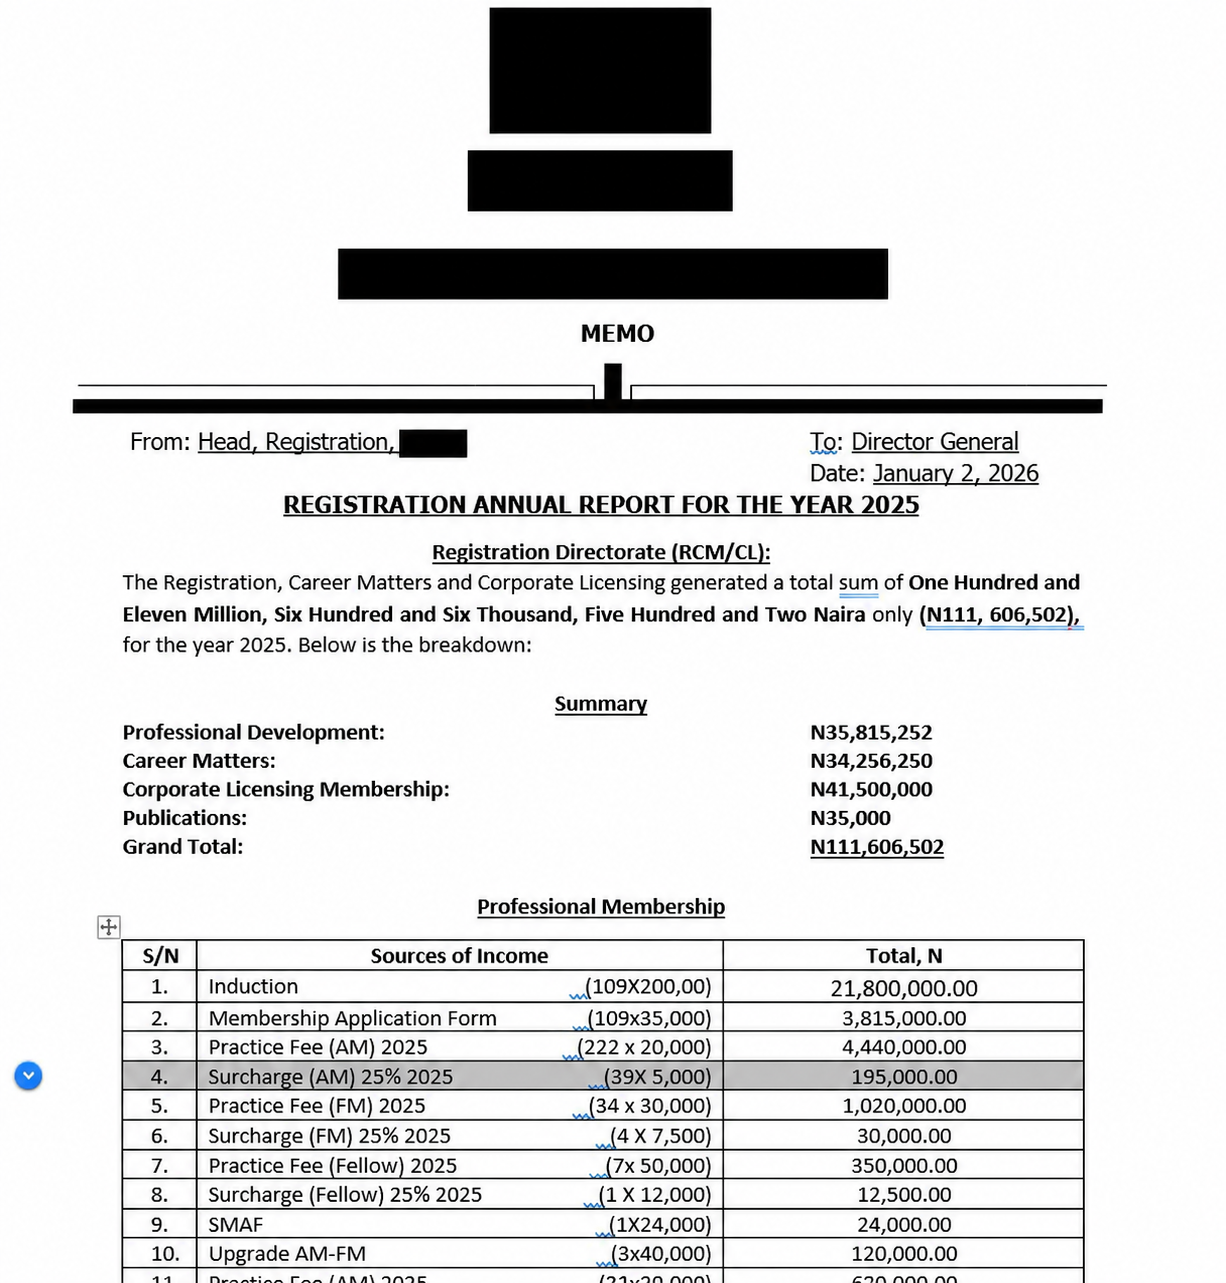 MEMO
From: Head, Registration,
To: Director General
Date: January 2, 2026
REGISTRATION ANNUAL REPORT FOR THE YEAR 2025
Registration Directorate (RCM/CL):
The Registration, Career Matters and Corporate Licensing generated a total sum of One Hundred and
Eleven Million, Six Hundred and Six Thousand, Five Hundred and Two Naira only (N111, 606,502),
for the year 2025. Below is the breakdown:
Summary
Professional Development: N35,815,252
Career Matters: N34,256,250
Corporate Licensing Membership: N41,500,000
Publications: N35,000
Grand Total: N111,606,502
Professional Membership
S/N Sources of Income Total, N
1. Induction (109X200,00) 21,800,000.00
2. Membership Application Form (109x35,000) 3,815,000.00
3. Practice Fee (AM) 2025 (222 x 20,000) 4,440,000.00
4. Surcharge (AM) 25% 2025 (39X 5,000) 195,000.00
5. Practice Fee (FM) 2025 (34 x 30,000) 1,020,000.00
6. Surcharge (FM) 25% 2025 (4 X 7,500) 30,000.00
7. Practice Fee (Fellow) 2025 (7x 50,000) 350,000.00
8. Surcharge (Fellow) 25% 2025 (1 X 12,000) 12,500.00
9. SMAF (1X24,000) 24,000.00
10. Upgrade AM-FM (3x40,000) 120,000.00
11. Practice Fee (AM) 2025 (31x20,000) 620,000.00